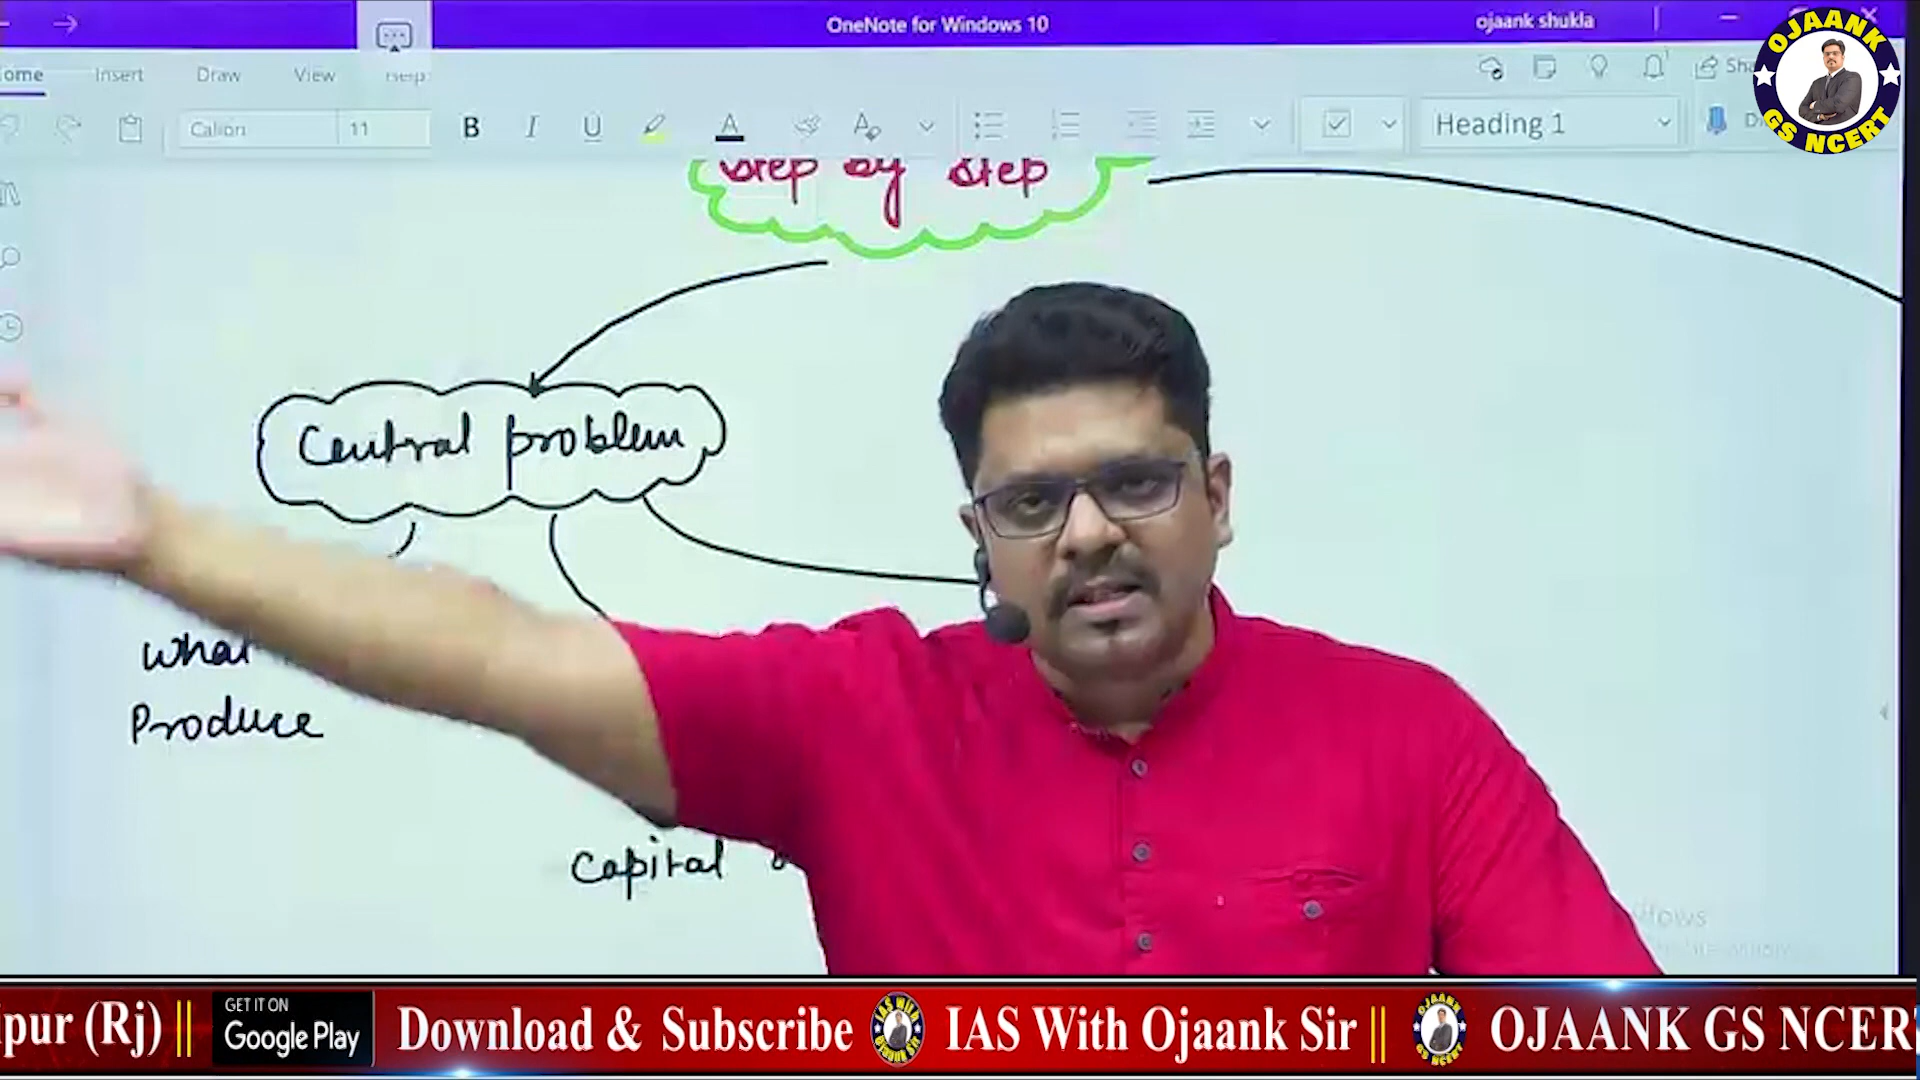 OneNote for Windows 10
ojaank shukla
ome Insert Draw View Help
Calibri 11 B I U A Heading 1
OJAANK
GS NCERT
Step by step
Central problem
what
Produce
Capital
ipur (Rj) || GET IT ON Google Play Download & Subscribe IAS With Ojaank Sir || OJAANK GS NCER